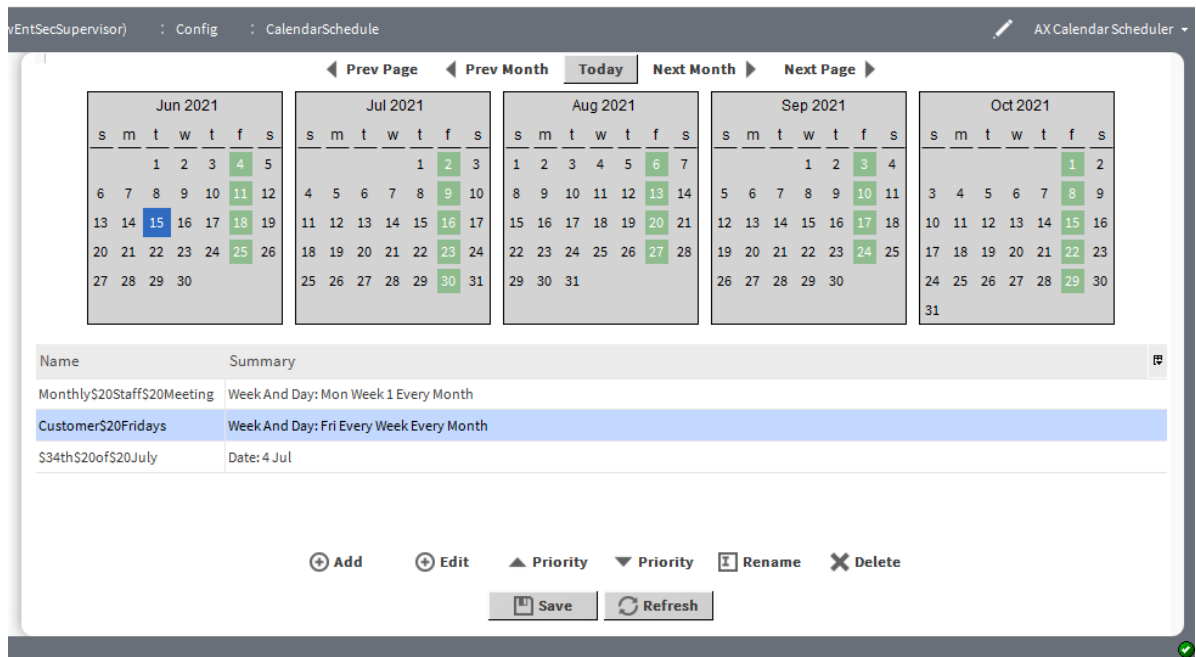 vEntSecSupervisor) : Config : CalendarSchedule AX Calendar Scheduler
Prev Page Prev Month Today Next Month Next Page
Jun 2021 Jul 2021 Aug 2021 Sep 2021 Oct 2021
s m t w t f s s m t w t f s s m t w t f s s m t w t f s s m t w t f s
1 2 3 4 5 1 2 3 1 2 3 4 5 6 7 1 2 3 4 1 2
6 7 8 9 10 11 12 4 5 6 7 8 9 10 8 9 10 11 12 13 14 5 6 7 8 9 10 11 3 4 5 6 7 8 9
13 14 15 16 17 18 19 11 12 13 14 15 16 17 15 16 17 18 19 20 21 12 13 14 15 16 17 18 10 11 12 13 14 15 16
20 21 22 23 24 25 26 18 19 20 21 22 23 24 22 23 24 25 26 27 28 19 20 21 22 23 24 25 17 18 19 20 21 22 23
27 28 29 30 25 26 27 28 29 30 31 29 30 31 26 27 28 29 30 24 25 26 27 28 29 30
31
Name Summary
Monthly$20Staff$20Meeting Week And Day: Mon Week 1 Every Month
Customer$20Fridays Week And Day: Fri Every Week Every Month
$34th$20of$20July Date: 4 Jul
Add Edit Priority Priority Rename Delete
Save Refresh